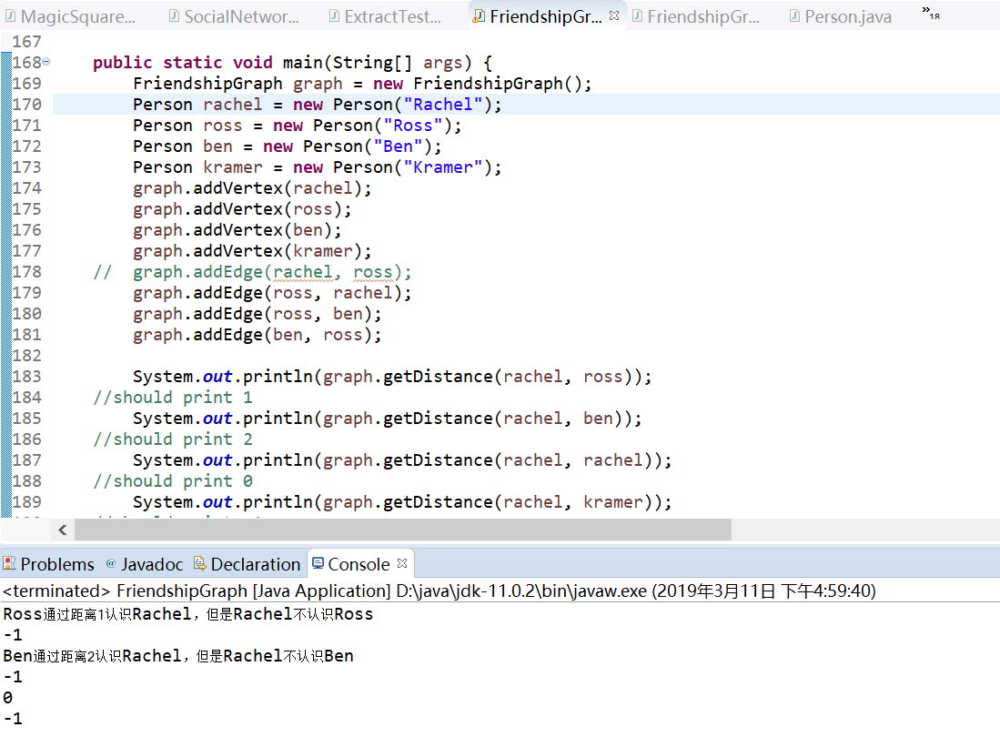 MagicSquare... SocialNetwor... ExtractTest... FriendshipGr... FriendshipGr... Person.java »18
167
168 public static void main(String[] args) {
169 FriendshipGraph graph = new FriendshipGraph();
170 Person rachel = new Person("Rachel");
171 Person ross = new Person("Ross");
172 Person ben = new Person("Ben");
173 Person kramer = new Person("Kramer");
174 graph.addVertex(rachel);
175 graph.addVertex(ross);
176 graph.addVertex(ben);
177 graph.addVertex(kramer);
178 // graph.addEdge(rachel, ross);
179 graph.addEdge(ross, rachel);
180 graph.addEdge(ross, ben);
181 graph.addEdge(ben, ross);
182
183 System.out.println(graph.getDistance(rachel, ross));
184 //should print 1
185 System.out.println(graph.getDistance(rachel, ben));
186 //should print 2
187 System.out.println(graph.getDistance(rachel, rachel));
188 //should print 0
189 System.out.println(graph.getDistance(rachel, kramer));
Problems @ Javadoc Declaration Console
<terminated> FriendshipGraph [Java Application] D:\java\jdk-11.0.2\bin\javaw.exe (2019年3月11日 下午4:59:40)
Ross通过距离1认识Rachel，但是Rachel不认识Ross
-1
Ben通过距离2认识Rachel，但是Rachel不认识Ben
-1
0
-1